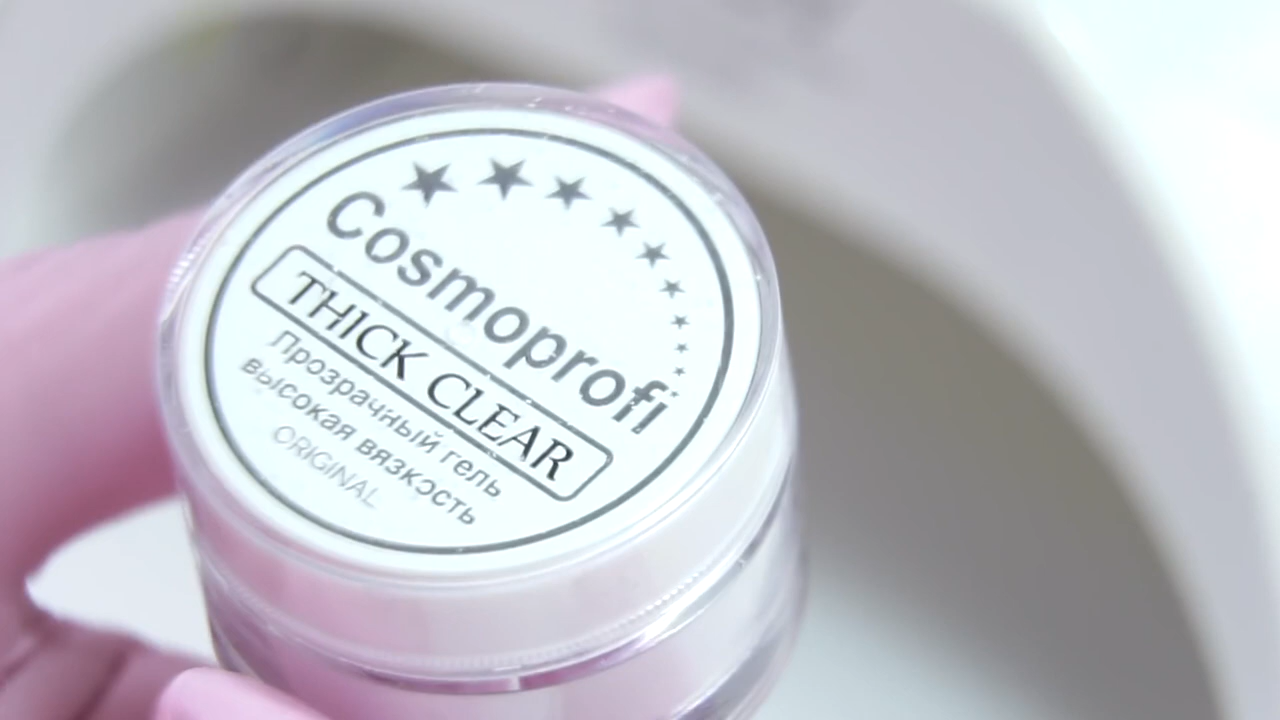 Cosmoprofi
THICK CLEAR
Прозрачный гель
высокая вязкость
ORIGINAL